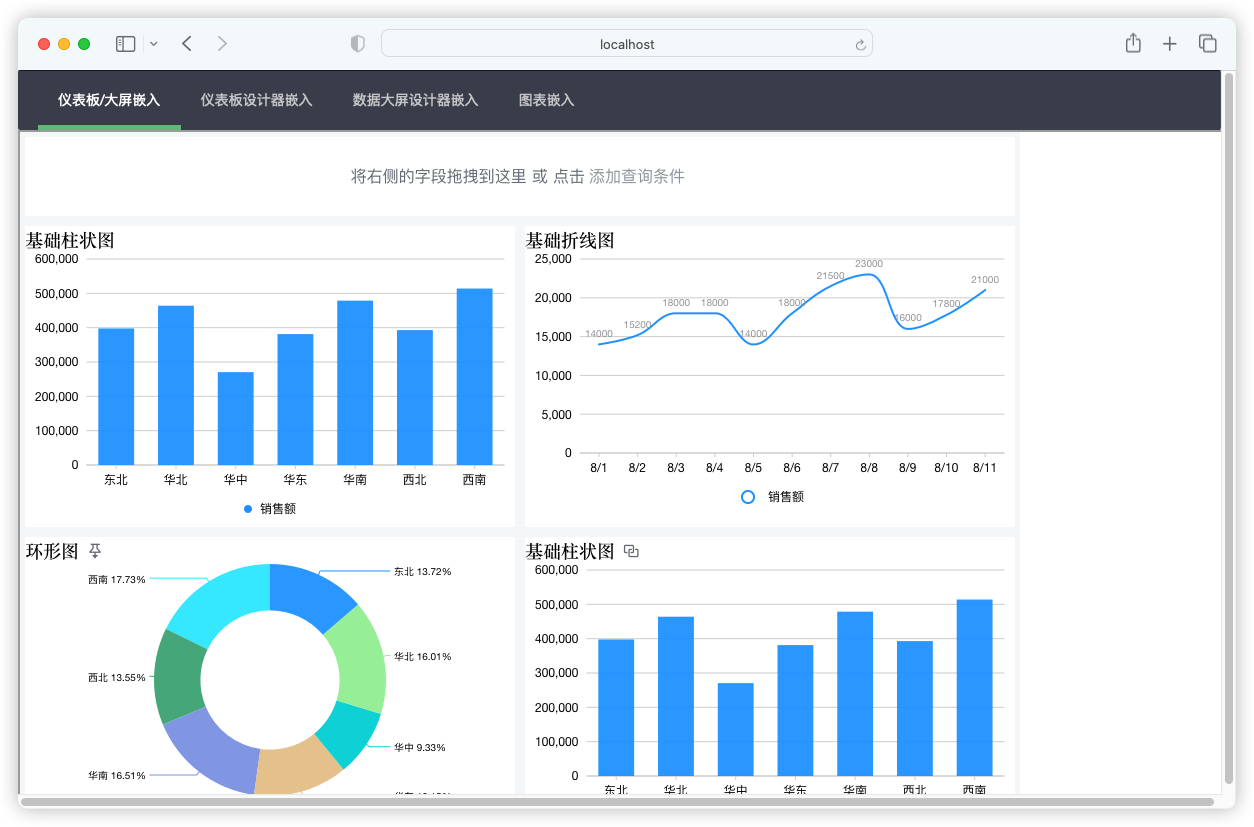 localhost
仪表板/大屏嵌入 仪表板设计器嵌入 数据大屏设计器嵌入 图表嵌入
将右侧的字段拖拽到这里 或 点击 添加查询条件
基础柱状图
600,000
500,000
400,000
300,000
200,000
100,000
0
东北 华北 华中 华东 华南 西北 西南
销售额
基础折线图
25,000
20,000
15,000
10,000
5,000
0
14000 15200 18000 18000 14000 18000 21500 23000 16000 17800 21000
8/1 8/2 8/3 8/4 8/5 8/6 8/7 8/8 8/9 8/10 8/11
销售额
环形图
西南 17.73%
东北 13.72%
华北 16.01%
西北 13.55%
华中 9.33%
华南 16.51%
基础柱状图
600,000
500,000
400,000
300,000
200,000
100,000
0
东北 华北 华中 华东 华南 西北 西南